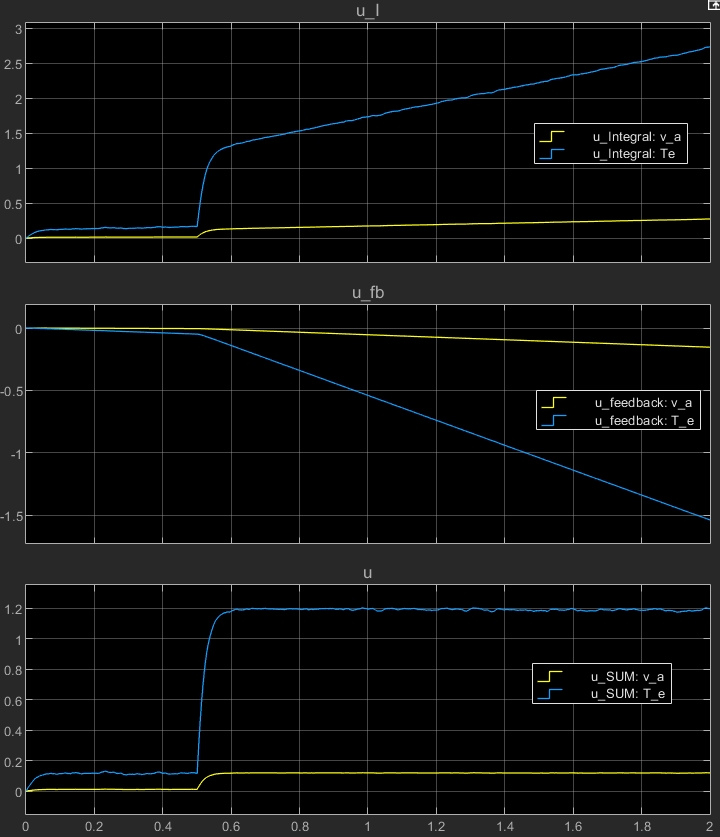 u_I
3
2.5
2
1.5
1
0.5
0
u_Integral: v_a
u_Integral: Te
u_fb
0
-0.5
-1
-1.5
u_feedback: v_a
u_feedback: T_e
u
1.2
1
0.8
0.6
0.4
0.2
0
u_SUM: v_a
u_SUM: T_e
0 0.2 0.4 0.6 0.8 1 1.2 1.4 1.6 1.8 2